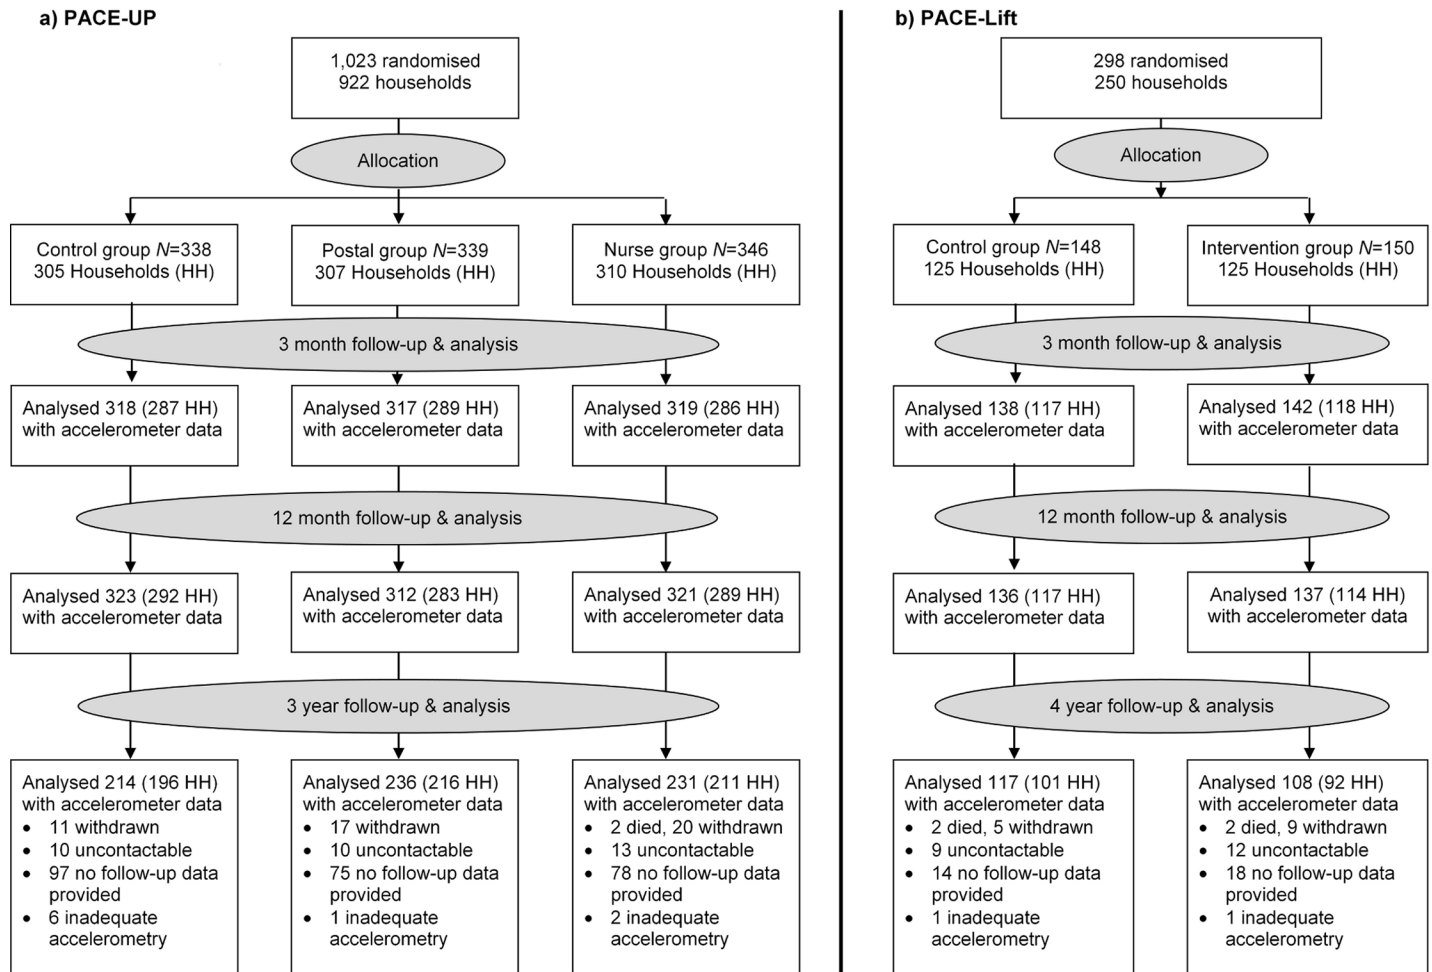 a) PACE-UP
1,023 randomised
922 households
Allocation
Control group N=338
305 Households (HH)
Postal group N=339
307 Households (HH)
Nurse group N=346
310 Households (HH)
3 month follow-up & analysis
Analysed 318 (287 HH)
with accelerometer data
Analysed 317 (289 HH)
with accelerometer data
Analysed 319 (286 HH)
with accelerometer data
12 month follow-up & analysis
Analysed 323 (292 HH)
with accelerometer data
Analysed 312 (283 HH)
with accelerometer data
Analysed 321 (289 HH)
with accelerometer data
3 year follow-up & analysis
Analysed 214 (196 HH)
with accelerometer data
• 11 withdrawn
• 10 uncontactable
• 97 no follow-up data
provided
• 6 inadequate
accelerometry
Analysed 236 (216 HH)
with accelerometer data
• 17 withdrawn
• 10 uncontactable
• 75 no follow-up data
provided
• 1 inadequate
accelerometry
Analysed 231 (211 HH)
with accelerometer data
• 2 died, 20 withdrawn
• 13 uncontactable
• 78 no follow-up data
provided
• 2 inadequate
accelerometry
b) PACE-Lift
298 randomised
250 households
Allocation
Control group N=148
125 Households (HH)
Intervention group N=150
125 Households (HH)
3 month follow-up & analysis
Analysed 138 (117 HH)
with accelerometer data
Analysed 142 (118 HH)
with accelerometer data
12 month follow-up & analysis
Analysed 136 (117 HH)
with accelerometer data
Analysed 137 (114 HH)
with accelerometer data
4 year follow-up & analysis
Analysed 117 (101 HH)
with accelerometer data
• 2 died, 5 withdrawn
• 9 uncontactable
• 14 no follow-up data
provided
• 1 inadequate
accelerometry
Analysed 108 (92 HH)
with accelerometer data
• 2 died, 9 withdrawn
• 12 uncontactable
• 18 no follow-up data
provided
• 1 inadequate
accelerometry